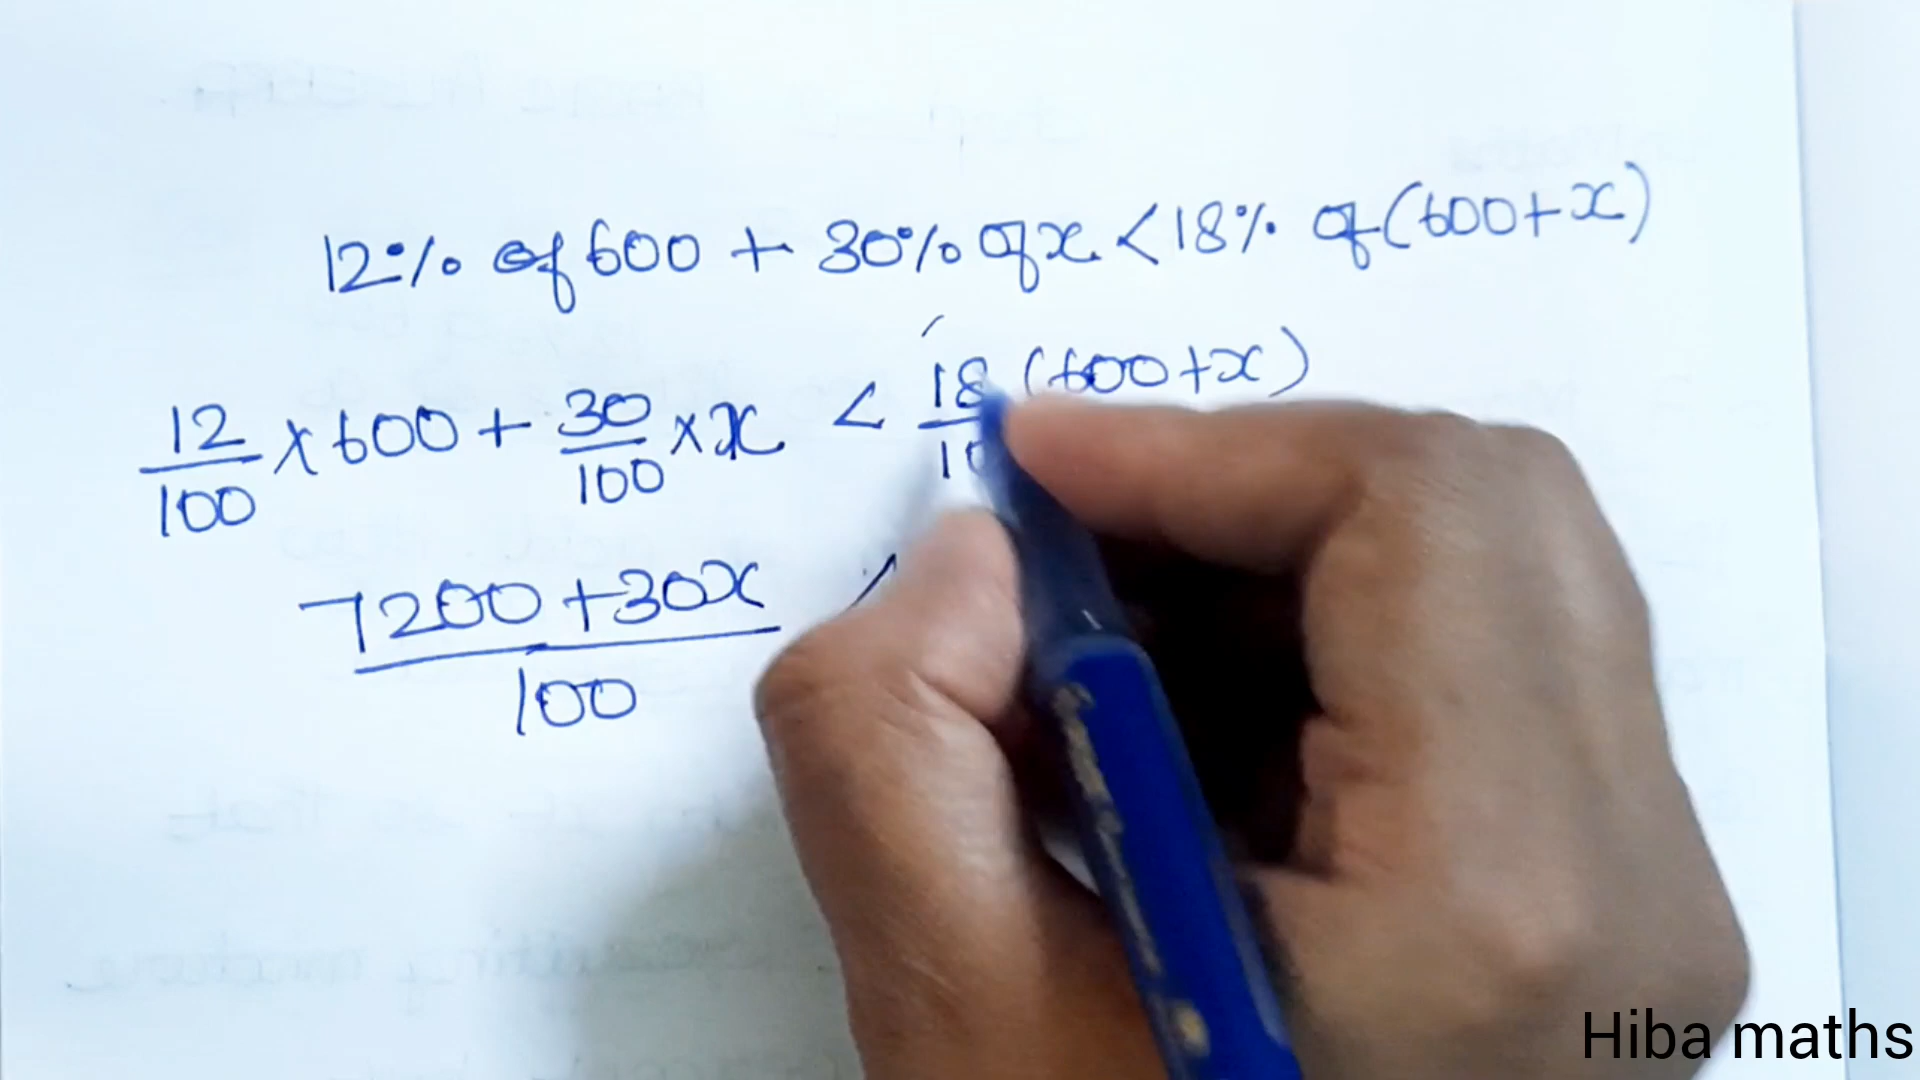 12% of 600 + 30% of x < 18% of (600+x)
12/100 × 600 + 30/100 × x < 18/10 (600+x)
7200 + 30x / 100
Hiba maths